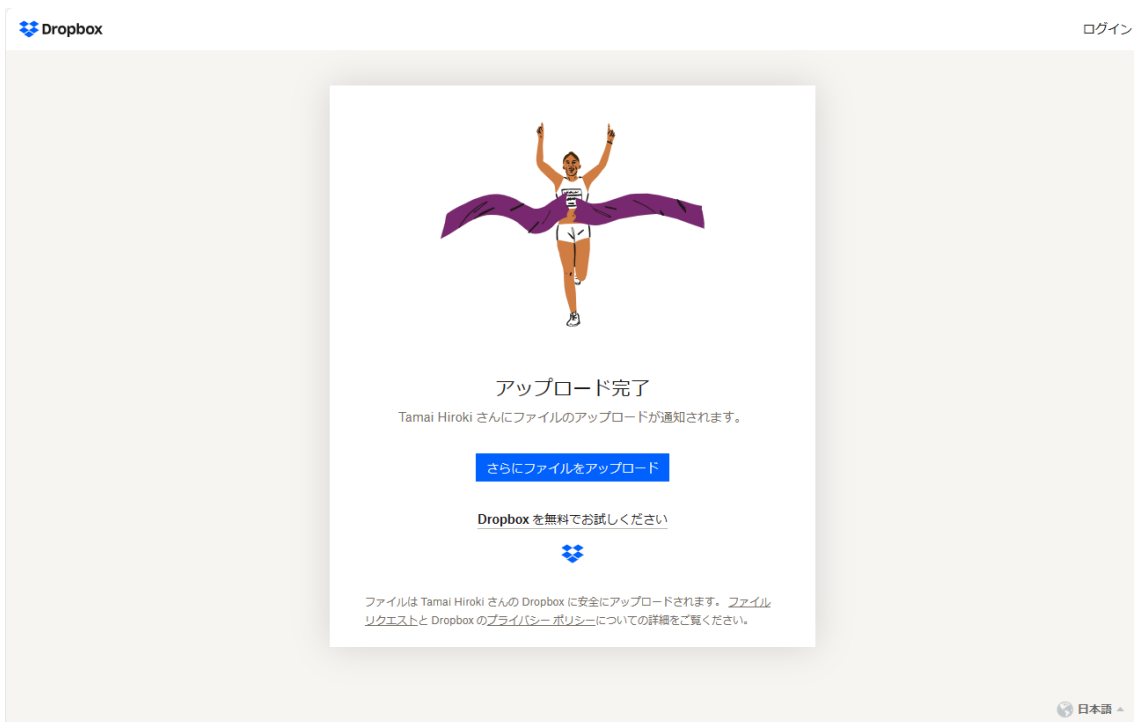 Dropbox
ログイン
アップロード完了
Tamai Hiroki さんにファイルのアップロードが通知されます。
さらにファイルをアップロード
Dropbox を無料でお試しください
ファイルは Tamai Hiroki さんの Dropbox に安全にアップロードされます。 ファイル
リクエストと Dropbox のプライバシー ポリシーについての詳細をご覧ください。
日本語